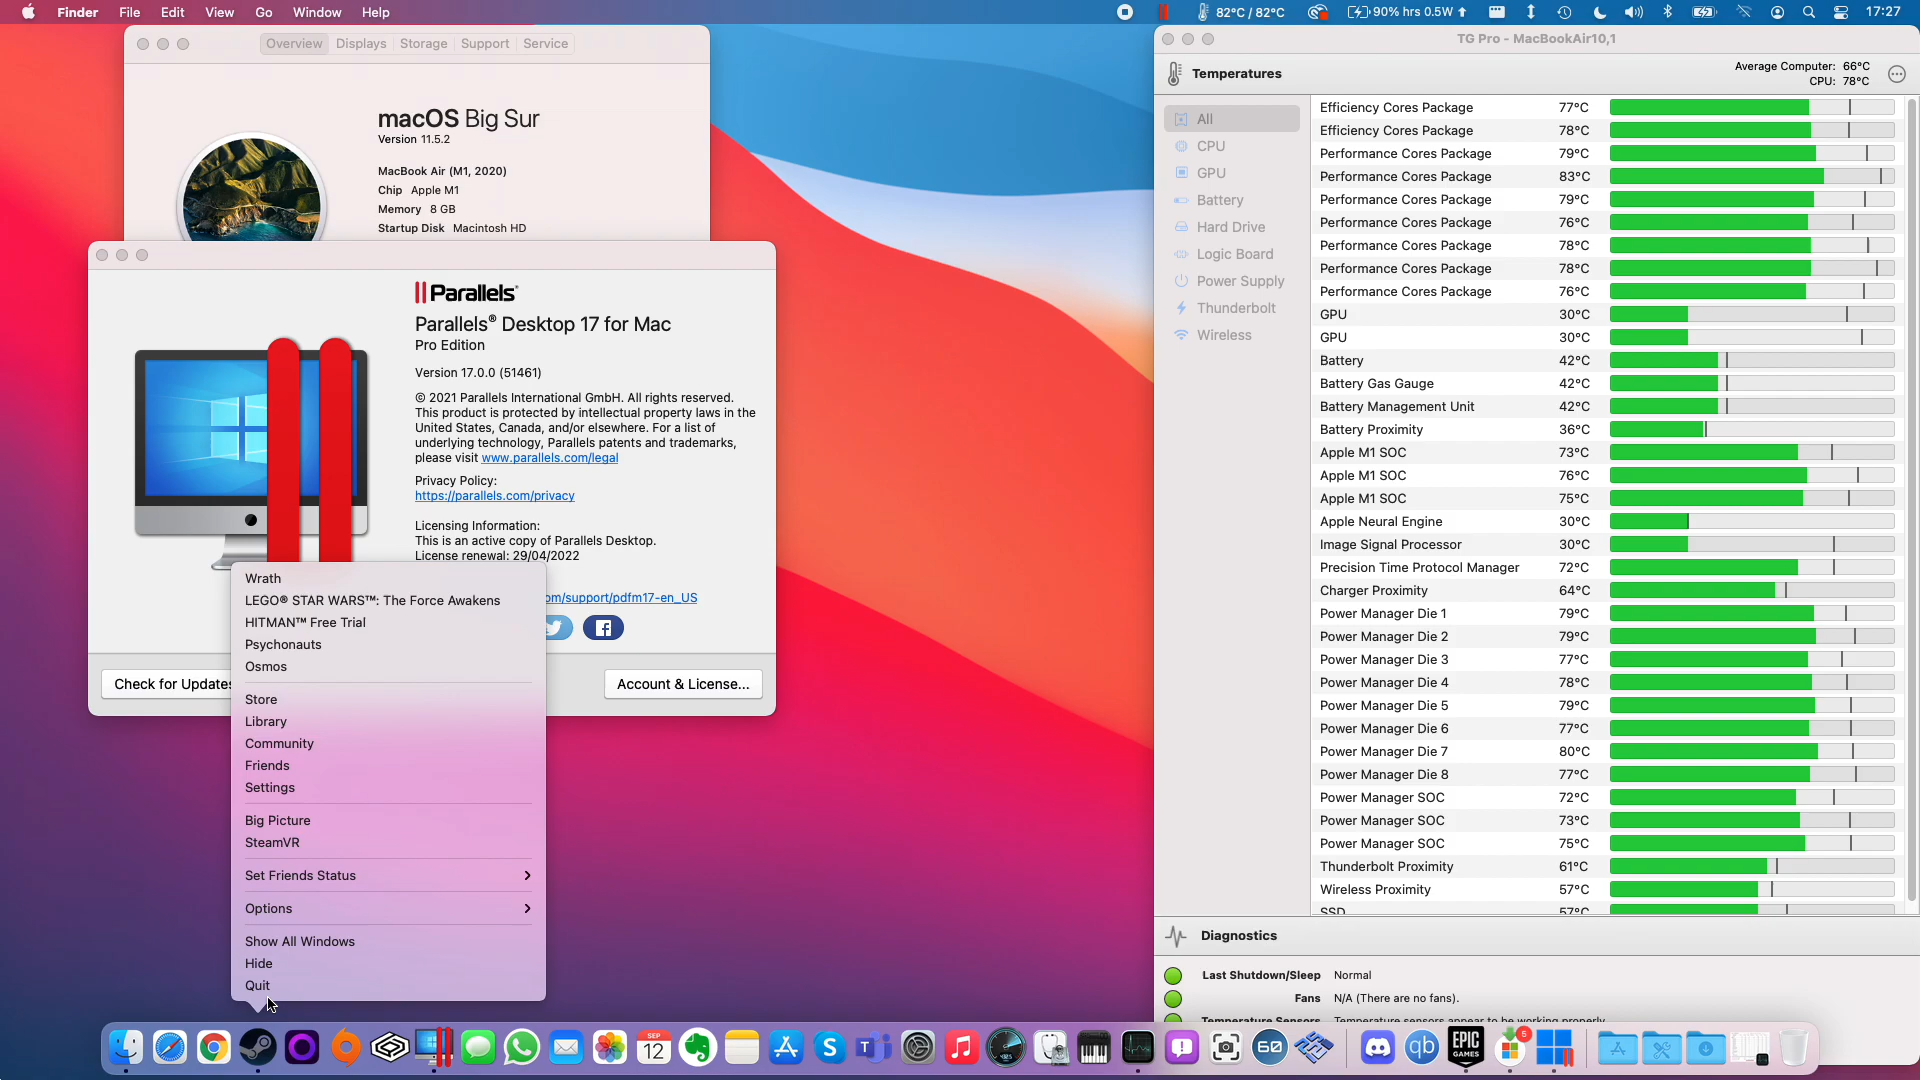 Finder File Edit View Go Window Help
82°C / 82°C 90% hrs 0.5W 17:27
Overview Displays Storage Support Service
macOS Big Sur
Version 11.5.2
MacBook Air (M1, 2020)
Chip Apple M1
Memory 8 GB
Startup Disk Macintosh HD
Parallels®
Parallels® Desktop 17 for Mac
Pro Edition
Version 17.0.0 (51461)
© 2021 Parallels International GmbH. All rights reserved.
This product is protected by intellectual property laws in the
United States, Canada, and/or elsewhere. For a list of
underlying technology, Parallels patents and trademarks,
please visit www.parallels.com/legal
Privacy Policy:
https://parallels.com/privacy
Licensing Information:
This is an active copy of Parallels Desktop.
License renewal: 29/04/2022
om/support/pdfm17-en_US
Check for Updates
Account & License...
Wrath
LEGO® STAR WARS™: The Force Awakens
HITMAN™ Free Trial
Psychonauts
Osmos
Store
Library
Community
Friends
Settings
Big Picture
SteamVR
Set Friends Status
Options
Show All Windows
Hide
Quit
TG Pro - MacBookAir10,1
Temperatures
Average Computer: 66°C
CPU: 78°C
All
CPU
GPU
Battery
Hard Drive
Logic Board
Power Supply
Thunderbolt
Wireless
Efficiency Cores Package 77°C
Efficiency Cores Package 78°C
Performance Cores Package 79°C
Performance Cores Package 83°C
Performance Cores Package 79°C
Performance Cores Package 76°C
Performance Cores Package 78°C
Performance Cores Package 78°C
Performance Cores Package 76°C
GPU 30°C
GPU 30°C
Battery 42°C
Battery Gas Gauge 42°C
Battery Management Unit 42°C
Battery Proximity 36°C
Apple M1 SOC 73°C
Apple M1 SOC 76°C
Apple M1 SOC 75°C
Apple Neural Engine 30°C
Image Signal Processor 30°C
Precision Time Protocol Manager 72°C
Charger Proximity 64°C
Power Manager Die 1 79°C
Power Manager Die 2 79°C
Power Manager Die 3 77°C
Power Manager Die 4 78°C
Power Manager Die 5 79°C
Power Manager Die 6 77°C
Power Manager Die 7 80°C
Power Manager Die 8 77°C
Power Manager SOC 72°C
Power Manager SOC 73°C
Power Manager SOC 75°C
Thunderbolt Proximity 61°C
Wireless Proximity 57°C
SSD 57°C
Diagnostics
Last Shutdown/Sleep Normal
Fans N/A (There are no fans).
Temperature Sensors Temperature sensors appear to be working properly
SEP
12
60
EPIC
GAMES
5